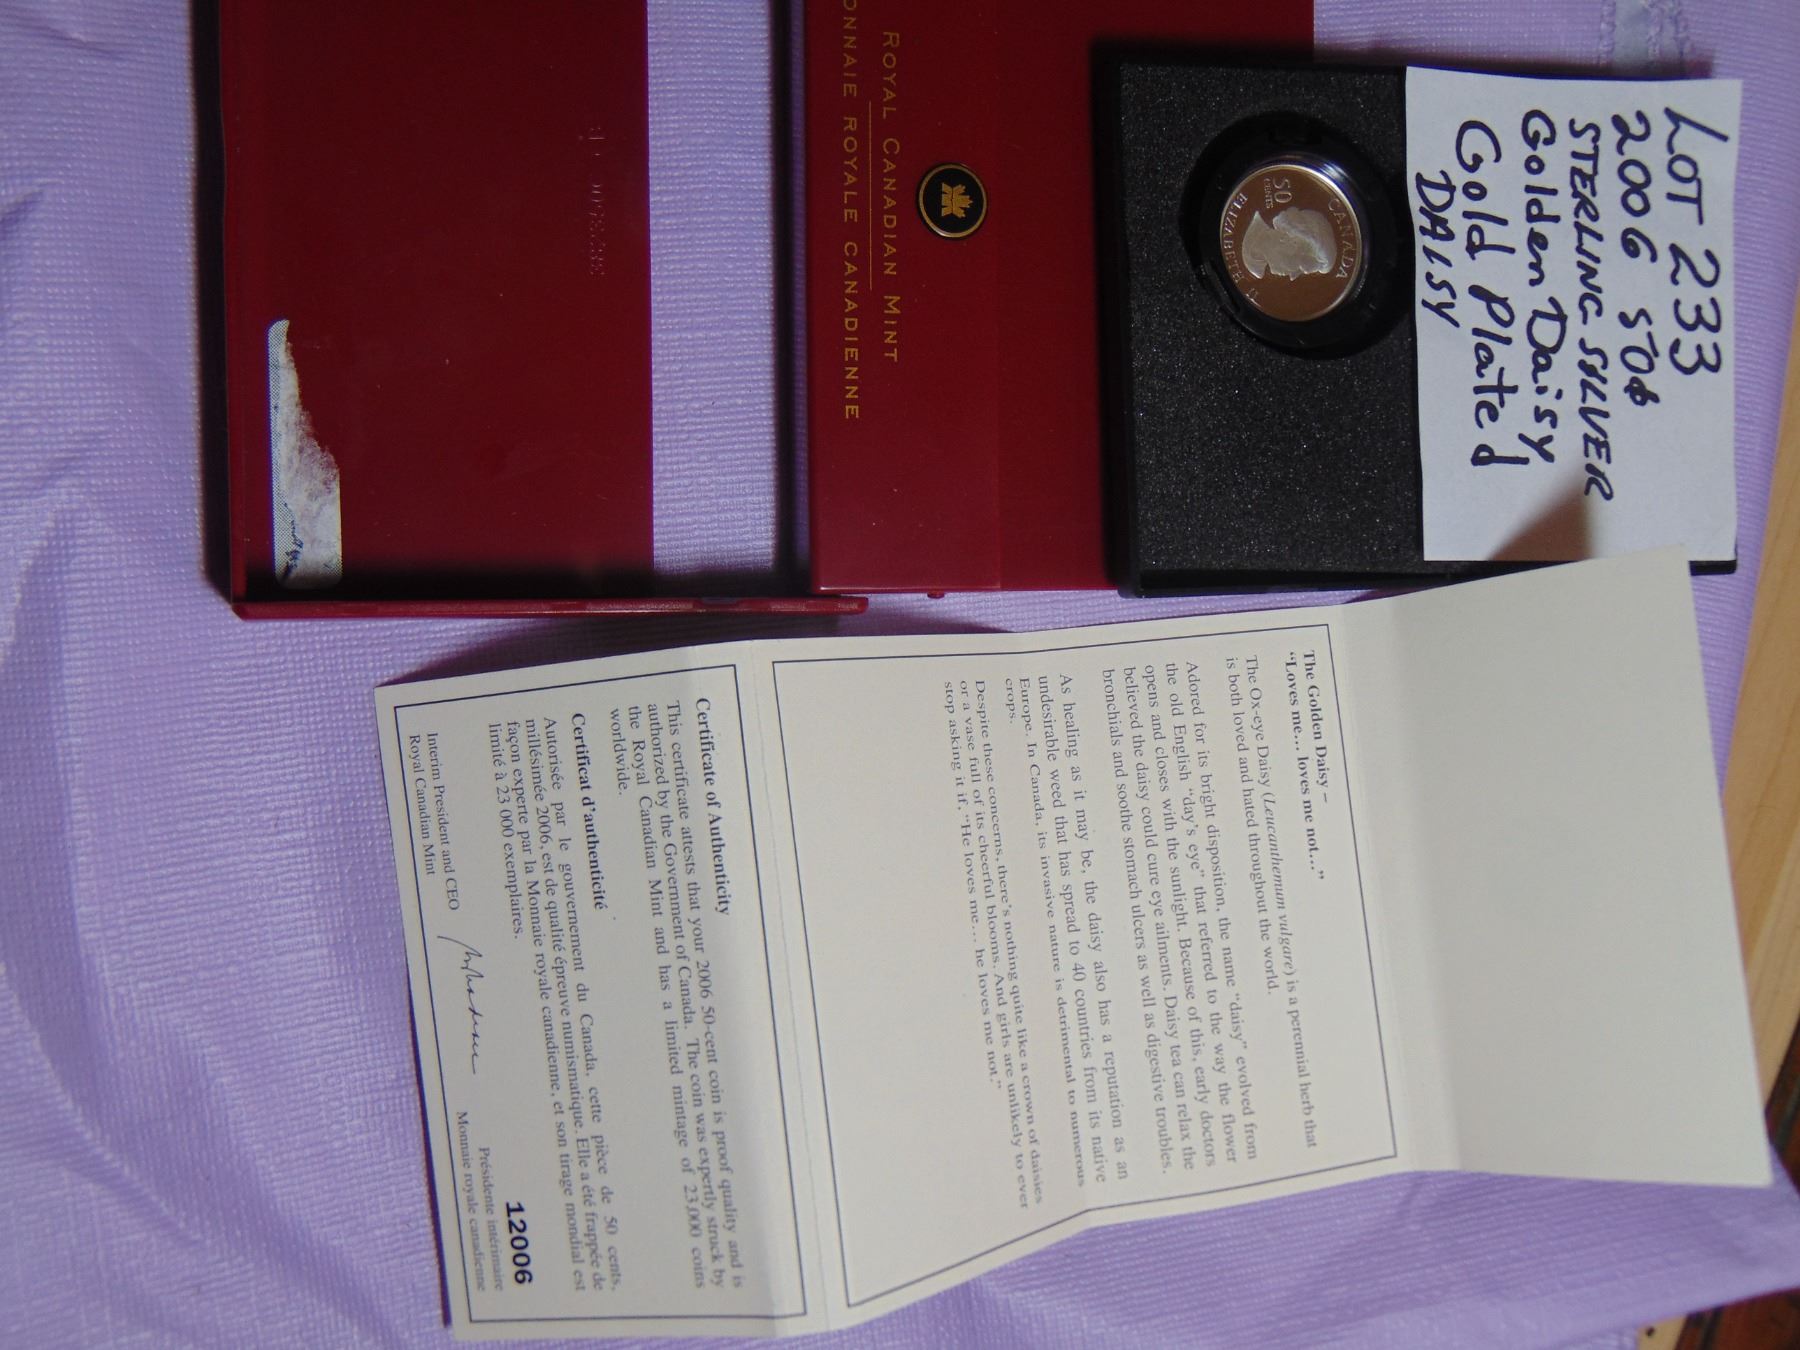 LOT 233
2006 50¢
STERLING SILVER
Golden Daisy
Gold Plated
DAISY
CANADA
50
CENTS
ELIZABETH II
ROYAL CANADIAN MINT
ONNAIE ROYALE CANADIENNE
The Golden Daisy –
“Loves me... loves me not...”
The Ox-eye Daisy (Leucanthemum vulgare) is a perennial herb that
is both loved and hated throughout the world.
Adored for its bright disposition, the name “daisy” evolved from
the old English “day’s eye” that referred to the way the flower
opens and closes with the sunlight. Because of this, early doctors
believed the daisy could cure eye ailments. Daisy tea can relax the
bronchials and soothe stomach ulcers as well as digestive troubles.
As healing as it may be, the daisy also has a reputation as an
undesirable weed that has spread to 40 countries from its native
Europe. In Canada, its invasive nature is detrimental to numerous
crops.
Despite these concerns, there’s nothing quite like a crown of daisies
or a vase full of its cheerful blooms. And girls are unlikely to ever
stop asking it if, “He loves me... he loves me not.”
Certificate of Authenticity
This certificate attests that your 2006 50-cent coin is proof quality and is
authorized by the Government of Canada. The coin was expertly struck by
the Royal Canadian Mint and has a limited mintage of 23,000 coins
worldwide.
Certificat d’authenticité
Autorisée par le gouvernement du Canada, cette pièce de 50 cents,
millésimée 2006, est de qualité épreuve numismatique. Elle a été frappée de
façon experte par la Monnaie royale canadienne, et son tirage mondial est
limité à 23 000 exemplaires.
12006
Interim President and CEO
Royal Canadian Mint
Présidente intérimaire
Monnaie royale canadienne